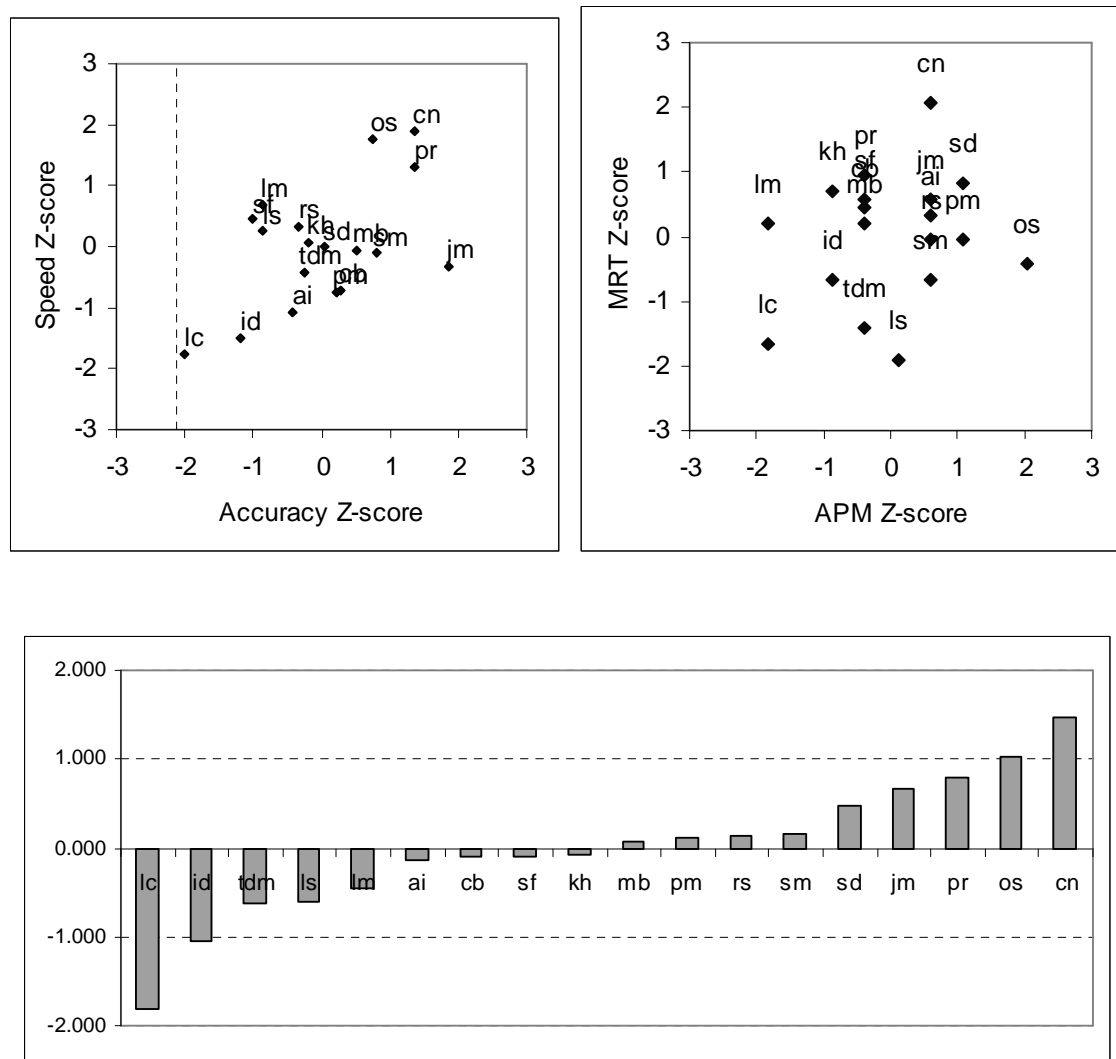 3
2
1
0
-1
-2
-3
-3 -2 -1 0 1 2 3
Speed Z-score
Accuracy Z-score
os cn
pr
lm
sf ls
rs
kh sd mb sm
tdm
jm
pm cb
ai
id
lc
3
2
1
0
-1
-2
-3
-3 -2 -1 0 1 2 3
MRT Z-score
APM Z-score
cn
pr
kh sf jm sd
lm cb ai
mb rs pm
id sm os
tdm
lc ls
2.000
1.000
0.000
-1.000
-2.000
lc id tdm ls lm ai cb sf kh mb pm rs sm sd jm pr os cn